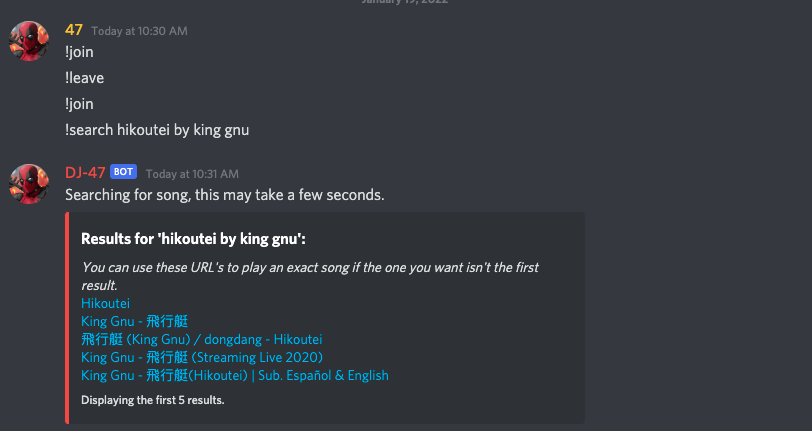 January 19, 2022
47 Today at 10:30 AM
!join
!leave
!join
!search hikoutei by king gnu
DJ-47 BOT Today at 10:31 AM
Searching for song, this may take a few seconds.
Results for 'hikoutei by king gnu':
You can use these URL's to play an exact song if the one you want isn't the first
result.
Hikoutei
King Gnu - 飛行艇
飛行艇 (King Gnu) / dongdang - Hikoutei
King Gnu - 飛行艇 (Streaming Live 2020)
King Gnu - 飛行艇(Hikoutei) | Sub. Español & English
Displaying the first 5 results.